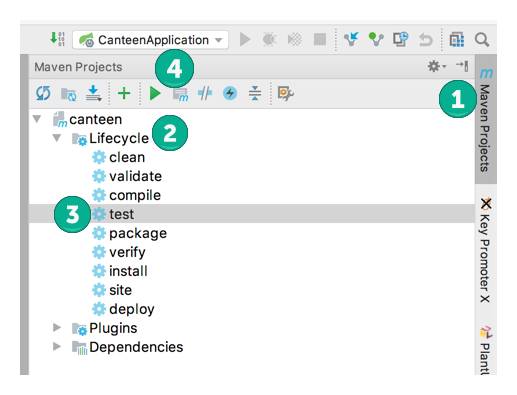 CanteenApplication
Maven Projects
4
1
canteen
Lifecycle
2
clean
validate
compile
3
test
package
verify
install
site
deploy
Plugins
Dependencies
m
Maven Projects
Key Promoter X